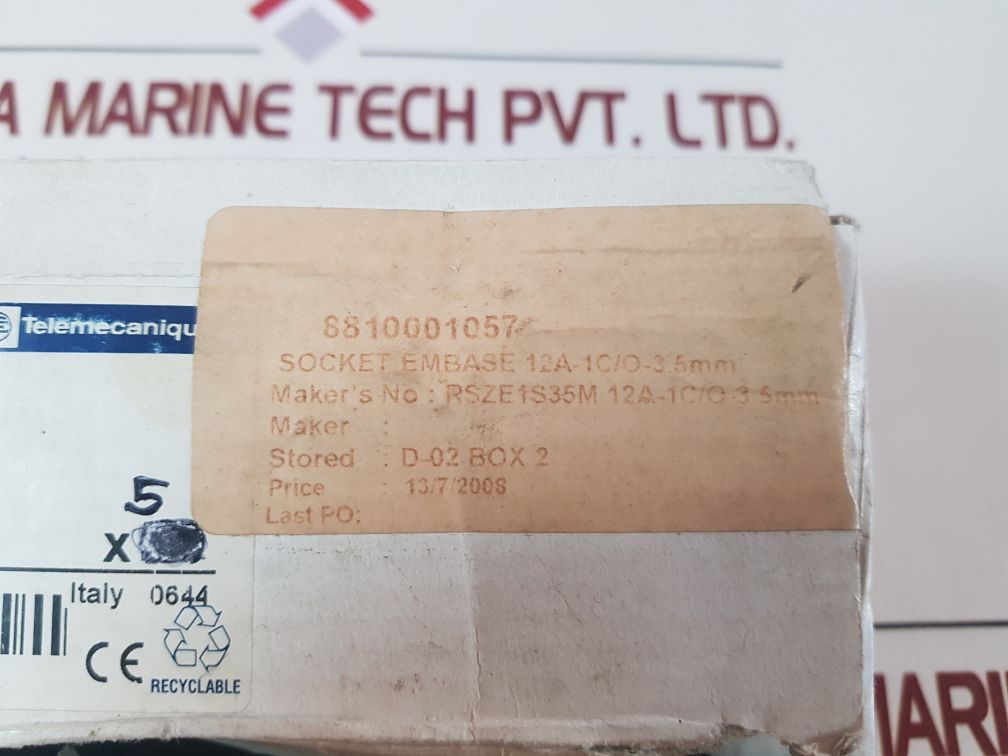 A MARINE TECH PVT. LTD.
Telemecaniqu
8810001057
SOCKET EMBASE 12A-1C/O-3.5mm
Maker's No : RSZE1S35M 12A-1C/O-3.5mm
Maker :
Stored : D-02 BOX 2
Price : 13/7/2008
Last PO:
5
X
Italy 0644
CE
RECYCLABLE
MARI